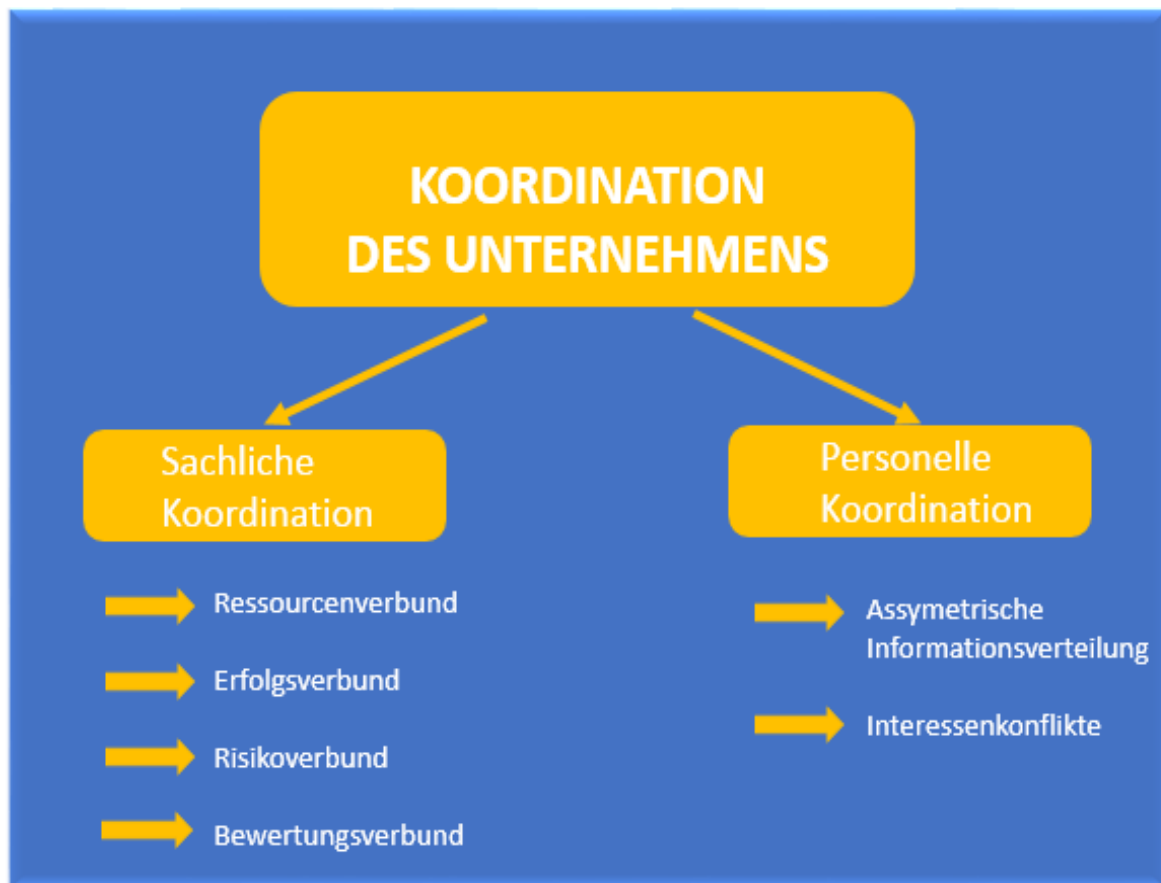 KOORDINATION
DES UNTERNEHMENS
Sachliche
Koordination
Ressourcenverbund
Erfolgsverbund
Risikoverbund
Bewertungsverbund
Personelle
Koordination
Assymetrische
Informationsverteilung
Interessenkonflikte